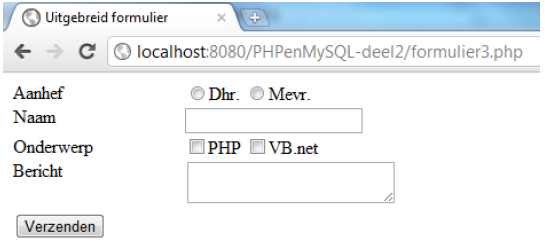 Uitgebreid formulier
localhost:8080/PHPenMySQL-deel2/formulier3.php
Aanhef Dhr. Mevr.
Naam
Onderwerp PHP VB.net
Bericht
Verzenden